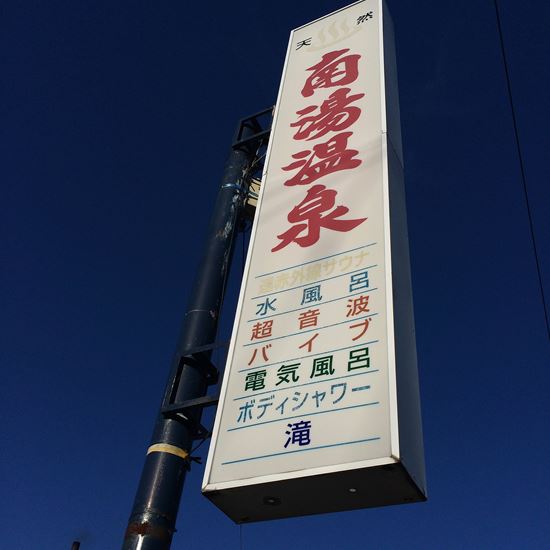 天然
南湯温泉
遠赤外線サウナ
水風呂
超音波
バイブ
電気風呂
ボディシャワー
滝